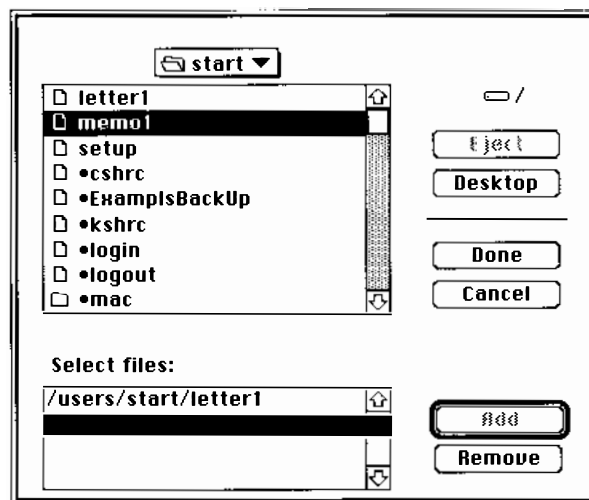 start
letter1
memo1
setup
•cshrc
•ExamplsBackUp
•kshrc
•login
•logout
•mac
/
Eject
Desktop
Done
Cancel
Select files:
/users/start/letter1
Add
Remove